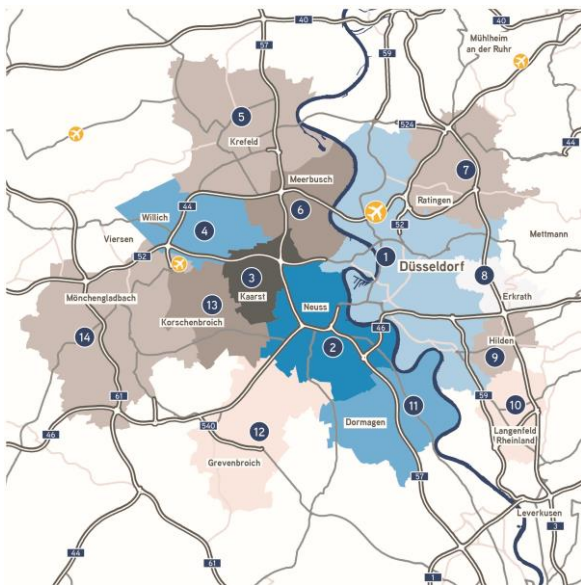 40
40
57
59
Mühlheim
an der Ruhr
5
Krefeld
524
7
44
Meerbusch
Willich
44
4
6
Ratingen
52
Viersen
52
1
Mettmann
3
Düsseldorf
8
Kaarst
Erkrath
Mönchengladbach
13
Neuss
Korschenbroich
46
14
2
Hilden
9
61
59
10
11
540
12
Dormagen
Langenfeld
Rheinland
46
Grevenbroich
57
Leverkusen
3
44
61
1